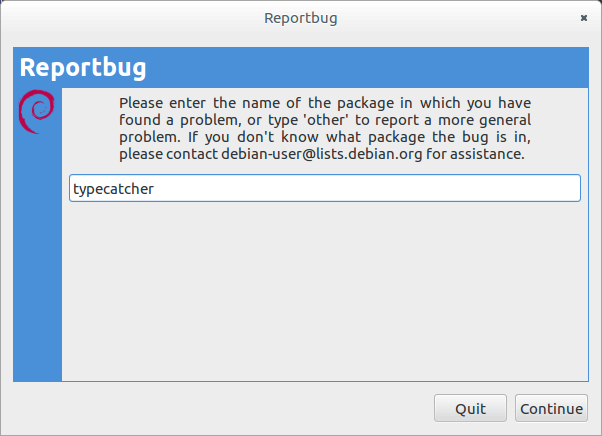 Reportbug
Reportbug
Please enter the name of the package in which you have
found a problem, or type 'other' to report a more general
problem. If you don't know what package the bug is in,
please contact debian-user@lists.debian.org for assistance.
typecatcher
Quit
Continue